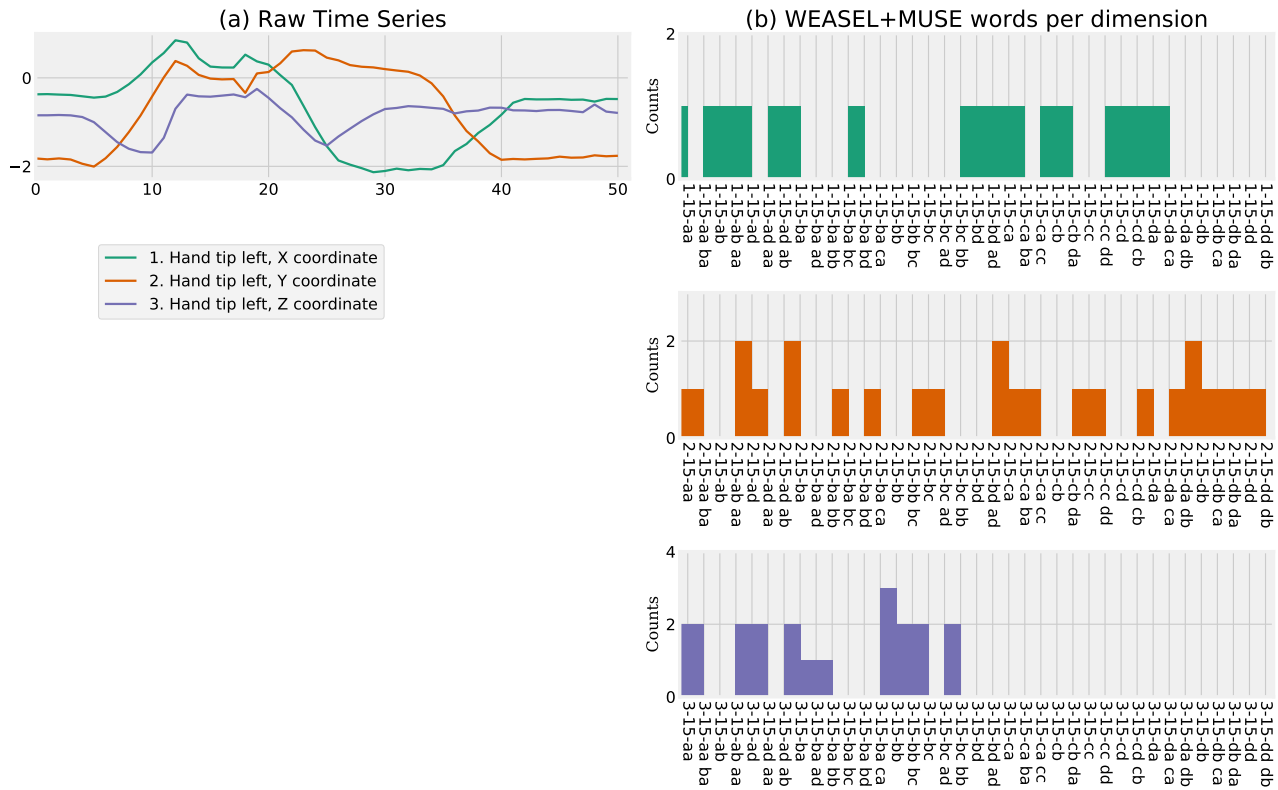 (a) Raw Time Series
0
−2
0
10
20
30
40
50
1. Hand tip left, X coordinate
2. Hand tip left, Y coordinate
3. Hand tip left, Z coordinate
(b) WEASEL+MUSE words per dimension
Counts
2
0
1-15-aa
1-15-aa ba
1-15-ab
1-15-ab aa
1-15-ad
1-15-ad aa
1-15-ad ab
1-15-ba
1-15-ba ad
1-15-ba bb
1-15-ba bc
1-15-ba bd
1-15-ba ca
1-15-bb
1-15-bb bc
1-15-bc
1-15-bc ad
1-15-bc bb
1-15-bd
1-15-bd ad
1-15-ca
1-15-ca ba
1-15-ca cc
1-15-cb
1-15-cb da
1-15-cc
1-15-cc dd
1-15-cd
1-15-cd cb
1-15-da
1-15-da ca
1-15-da db
1-15-db
1-15-db ca
1-15-db da
1-15-dd
1-15-dd db
Counts
2
0
2-15-aa
2-15-aa ba
2-15-ab
2-15-ab aa
2-15-ad
2-15-ad aa
2-15-ad ab
2-15-ba
2-15-ba ad
2-15-ba bb
2-15-ba bc
2-15-ba bd
2-15-ba ca
2-15-bb
2-15-bb bc
2-15-bc
2-15-bc ad
2-15-bc bb
2-15-bd
2-15-bd ad
2-15-ca
2-15-ca ba
2-15-ca cc
2-15-cb
2-15-cb da
2-15-cc
2-15-cc dd
2-15-cd
2-15-cd cb
2-15-da
2-15-da ca
2-15-da db
2-15-db
2-15-db ca
2-15-db da
2-15-dd
2-15-dd db
Counts
4
2
0
3-15-aa
3-15-aa ba
3-15-ab
3-15-ab aa
3-15-ad
3-15-ad aa
3-15-ad ab
3-15-ba
3-15-ba ad
3-15-ba bb
3-15-ba bc
3-15-ba bd
3-15-ba ca
3-15-bb
3-15-bb bc
3-15-bc
3-15-bc ad
3-15-bc bb
3-15-bd
3-15-bd ad
3-15-ca
3-15-ca ba
3-15-ca cc
3-15-cb
3-15-cb da
3-15-cc
3-15-cc dd
3-15-cd
3-15-cd cb
3-15-da
3-15-da ca
3-15-da db
3-15-db
3-15-db ca
3-15-db da
3-15-dd
3-15-dd db